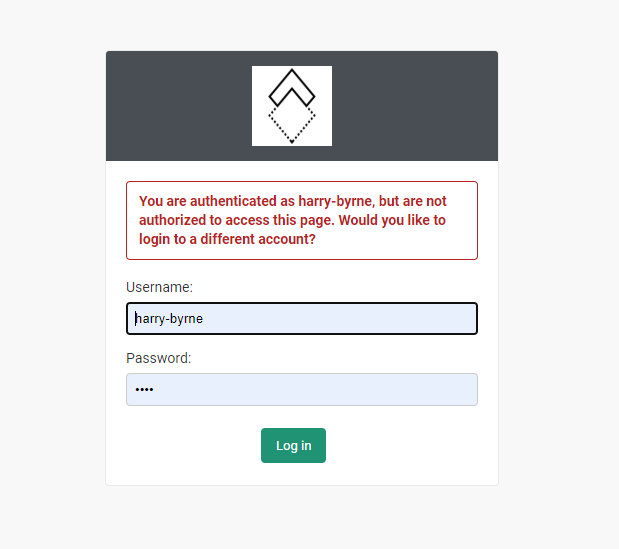 You are authenticated as harry-byrne, but are not
authorized to access this page. Would you like to
login to a different account?
Username:
harry-byrne
Password:
••••
Log in